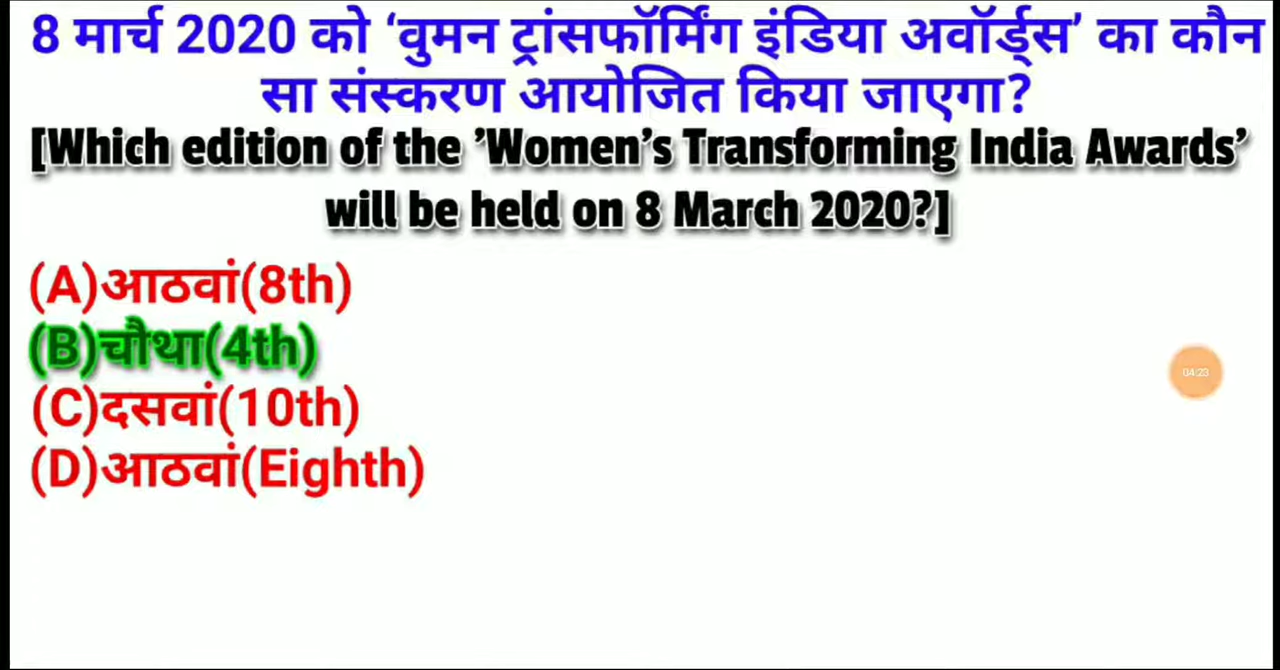 8 मार्च 2020 को ‘वुमन ट्रांसफॉर्मिंग इंडिया अवॉर्ड्स’ का कौन
सा संस्करण आयोजित किया जाएगा?
[Which edition of the ’Women’s Transforming India Awards’
will be held on 8 March 2020?]
(A)आठवां(8th)
(B)चौथा(4th)
04:23
(C)दसवां(10th)
(D)आठवां(Eighth)